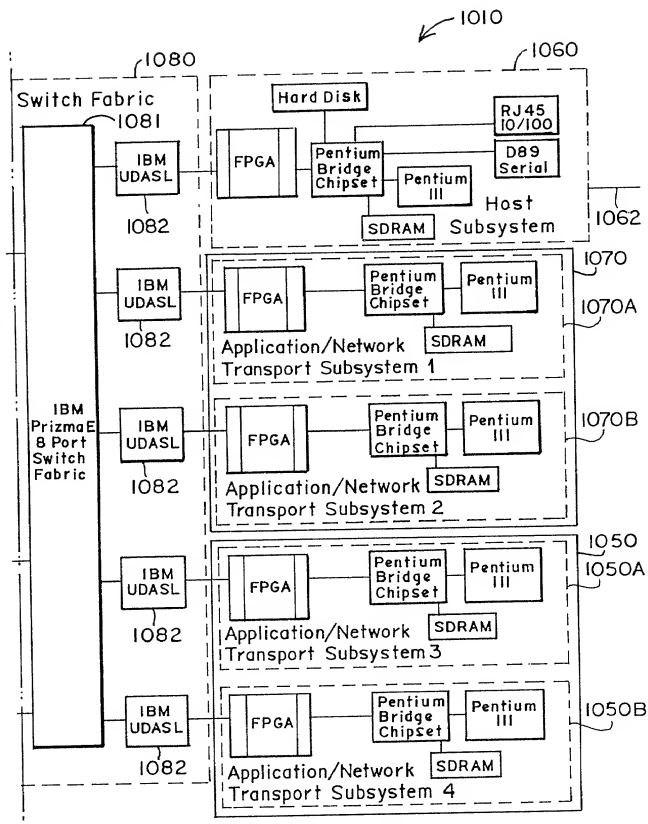 1010
1080
1060
Switch Fabric
1081
Hard Disk
RJ45
10/100
IBM
UDASL
FPGA
Pentium
Bridge
Chipset
D89
Serial
Pentium
III
1082
SDRAM
Host
Subsystem
1062
1070
IBM
UDASL
FPGA
Pentium
Bridge
Chipset
Pentium
III
1070A
1082
SDRAM
Application/Network
Transport Subsystem 1
IBM
PrizmaE
8 Port
Switch
Fabric
IBM
UDASL
FPGA
Pentium
Bridge
Chipset
Pentium
III
1070B
1082
SDRAM
Application/Network
Transport Subsystem 2
1050
IBM
UDASL
FPGA
Pentium
Bridge
Chipset
Pentium
III
1050A
1082
SDRAM
Application/Network
Transport Subsystem 3
IBM
UDASL
FPGA
Pentium
Bridge
Chipset
Pentium
III
1050B
1082
SDRAM
Application/Network
Transport Subsystem 4